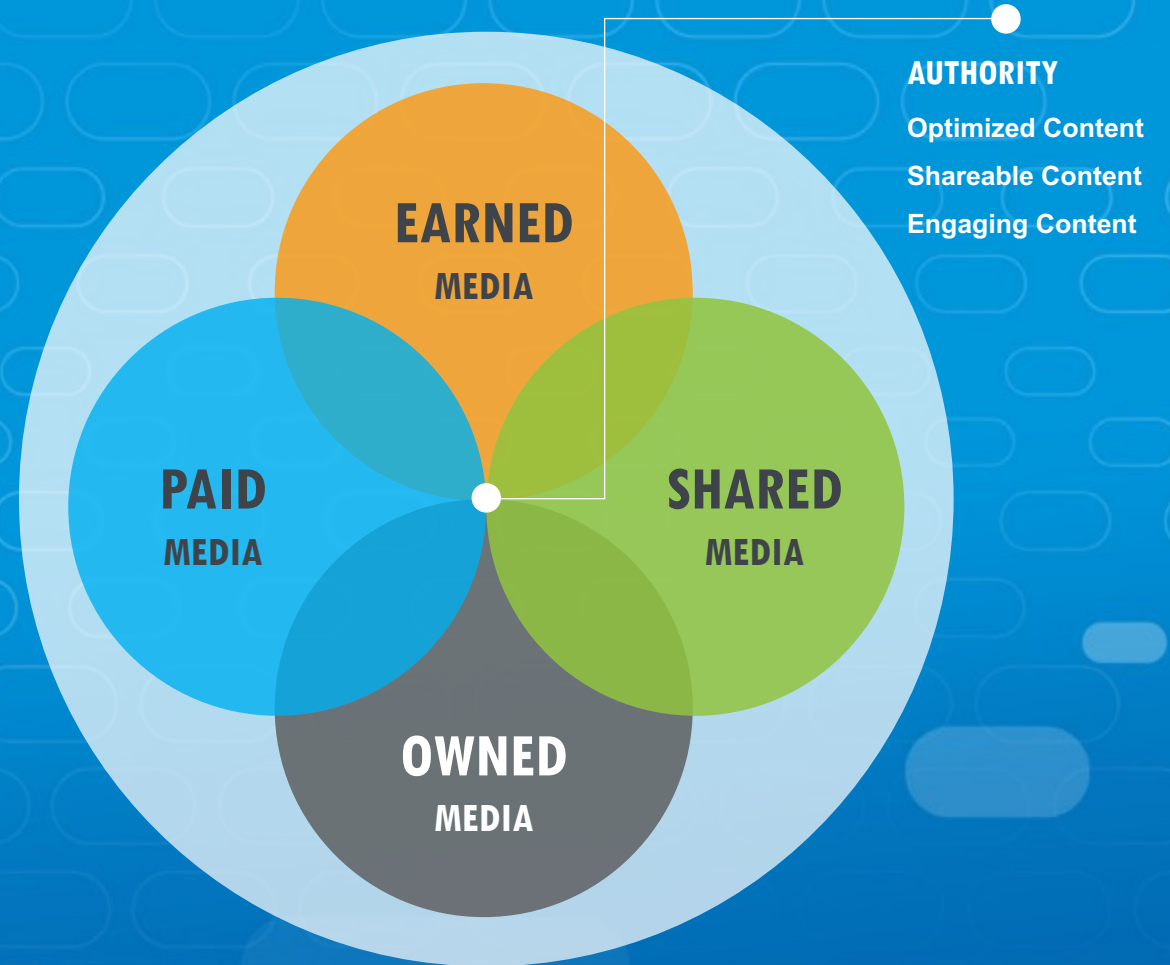 AUTHORITY
Optimized Content
Shareable Content
Engaging Content
EARNED
MEDIA
PAID
MEDIA
SHARED
MEDIA
OWNED
MEDIA